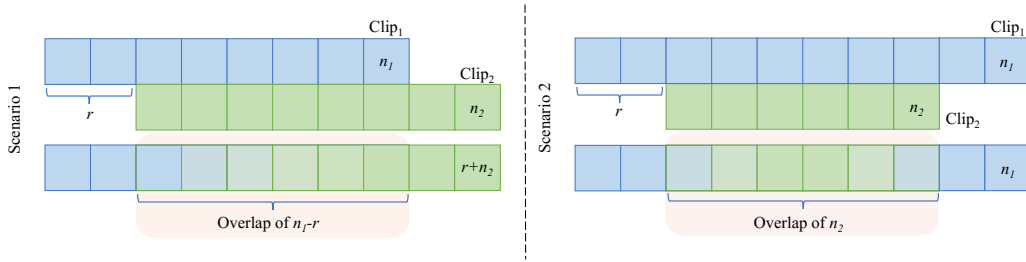 Scenario 1
Clip₁
n₁
r
Clip₂
n₂
r+n₂
Overlap of n₁-r
Scenario 2
Clip₁
n₁
r
n₂
Clip₂
n₁
Overlap of n₂